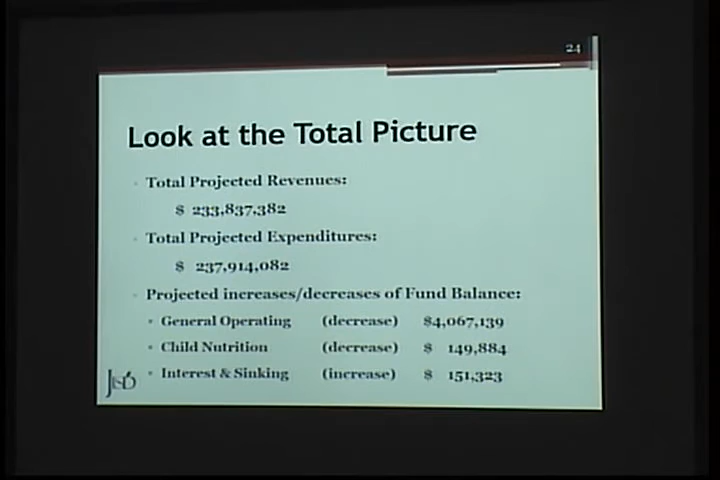 24
Look at the Total Picture
Total Projected Revenues:
$ 233,837,382
Total Projected Expenditures:
$ 237,914,082
Projected increases/decreases of Fund Balance:
General Operating (decrease) $4,067,139
Child Nutrition (decrease) $ 149,884
Interest & Sinking (increase) $ 151,323
JISD